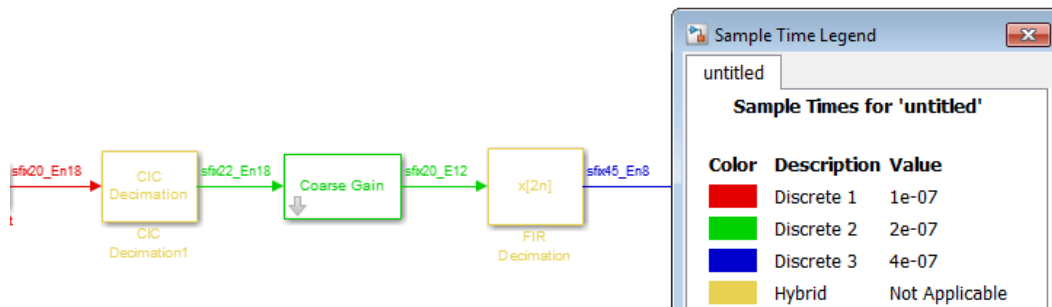 sfix20_En18
CIC
Decimation
CIC
Decimation1
sfix22_En18
Coarse Gain
sfix20_E12
x[2n]
FIR
Decimation
sfix45_En8
t
Sample Time Legend
untitled
Sample Times for 'untitled'
Color Description Value
Discrete 1 1e-07
Discrete 2 2e-07
Discrete 3 4e-07
Hybrid Not Applicable